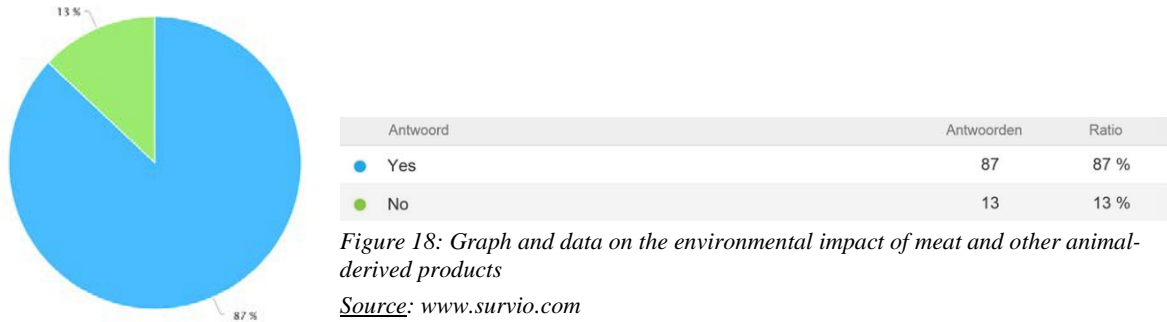 13 %
87 %
Antwoord Antwoorden Ratio
Yes 87 87 %
No 13 13 %
Figure 18: Graph and data on the environmental impact of meat and other animal-
derived products
Source: www.survio.com